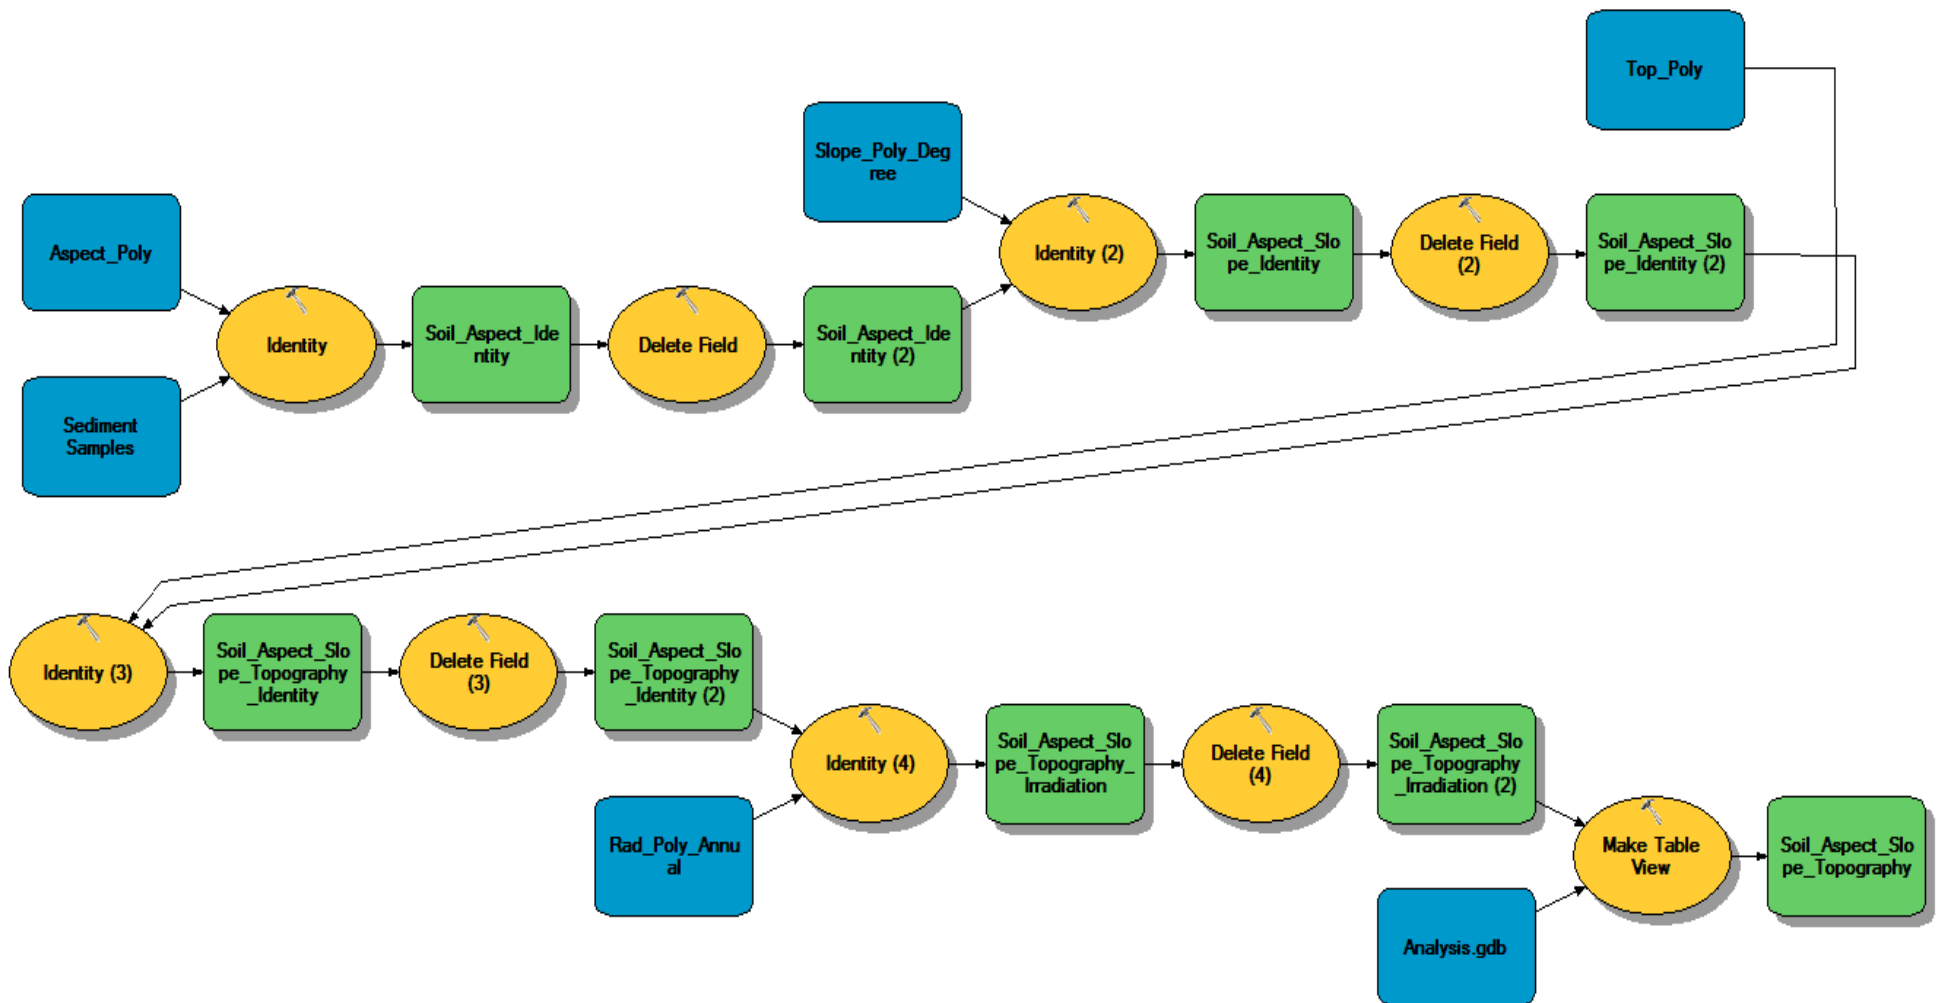 Top_Poly
Slope_Poly_Deg
ree
Aspect_Poly
Identity (2)
Soil_Aspect_Slo
pe_Identity
Delete Field
(2)
Soil_Aspect_Slo
pe_Identity (2)
Identity
Soil_Aspect_Ide
ntity
Delete Field
Soil_Aspect_Ide
ntity (2)
Sediment
Samples
Identity (3)
Soil_Aspect_Slo
pe_Topography
_Identity
Delete Field
(3)
Soil_Aspect_Slo
pe_Topography
_Identity (2)
Identity (4)
Soil_Aspect_Slo
pe_Topography_
Irradiation
Delete Field
(4)
Soil_Aspect_Slo
pe_Topography
_Irradiation (2)
Rad_Poly_Annu
al
Make Table
View
Soil_Aspect_Slo
pe_Topography
Analysis.gdb